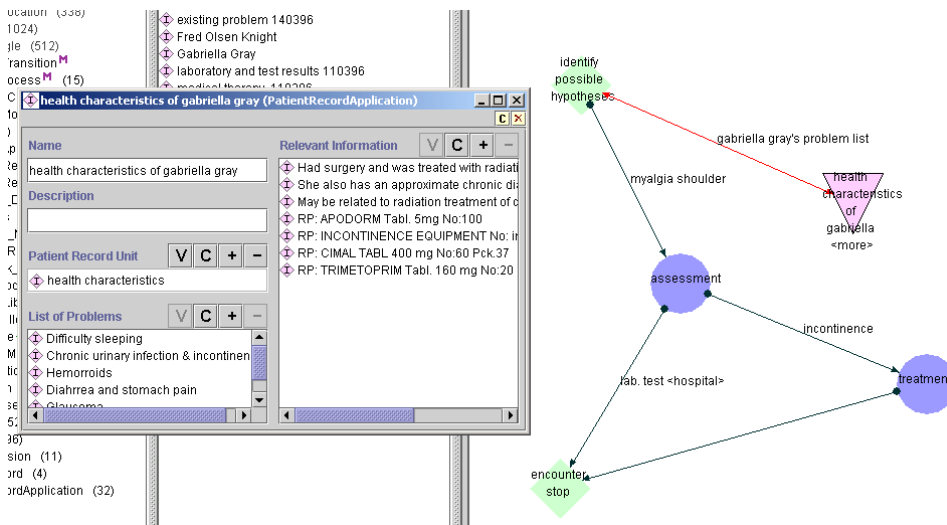 ocation (338)
1024)
gle (512)
ransition M
ocess M (15)
existing problem 140396
Fred Olsen Knight
Gabriella Gray
laboratory and test results 110396
health characteristics of gabriella gray (PatientRecordApplication)
C
Name
health characteristics of gabriella gray
Description
Patient Record Unit V C + −
health characteristics
List of Problems V C + −
Difficulty sleeping
Chronic urinary infection & incontinen
Hemorroids
Diahrrea and stomach pain
Glausoma
Relevant Information V C + −
Had surgery and was treated with radiati
She also has an approximate chronic di
May be related to radiation treatment of c
RP: APODORM Tabl. 5mg No:100
RP: INCONTINENCE EQUIPMENT No: i
RP: CIMAL TABL 400 mg No:60 Pck.37
RP: TRIMETOPRIM Tabl. 160 mg No:20
sion (11)
ord (4)
ordApplication (32)
identify
possible
hypotheses
gabriella gray's problem list
myalgia shoulder
health
characteristics
of
gabriella
<more>
assessment
incontinence
lab. test <hospital>
treatment
encounter
stop